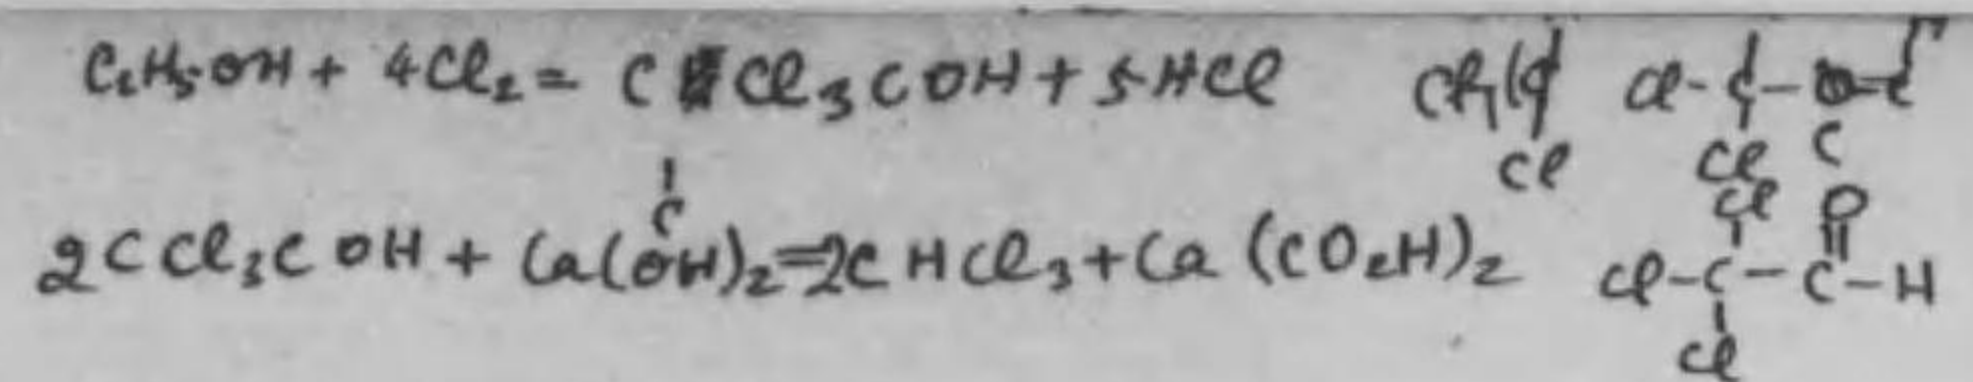 C₂H₅OH + 4Cl₂ = CCl₃COH + 5HCl
2CCl₃COH + Ca(OH)₂ = 2CHCl₃ + Ca(CO₂H)₂
Cl O
Cl-C-C-H
Cl